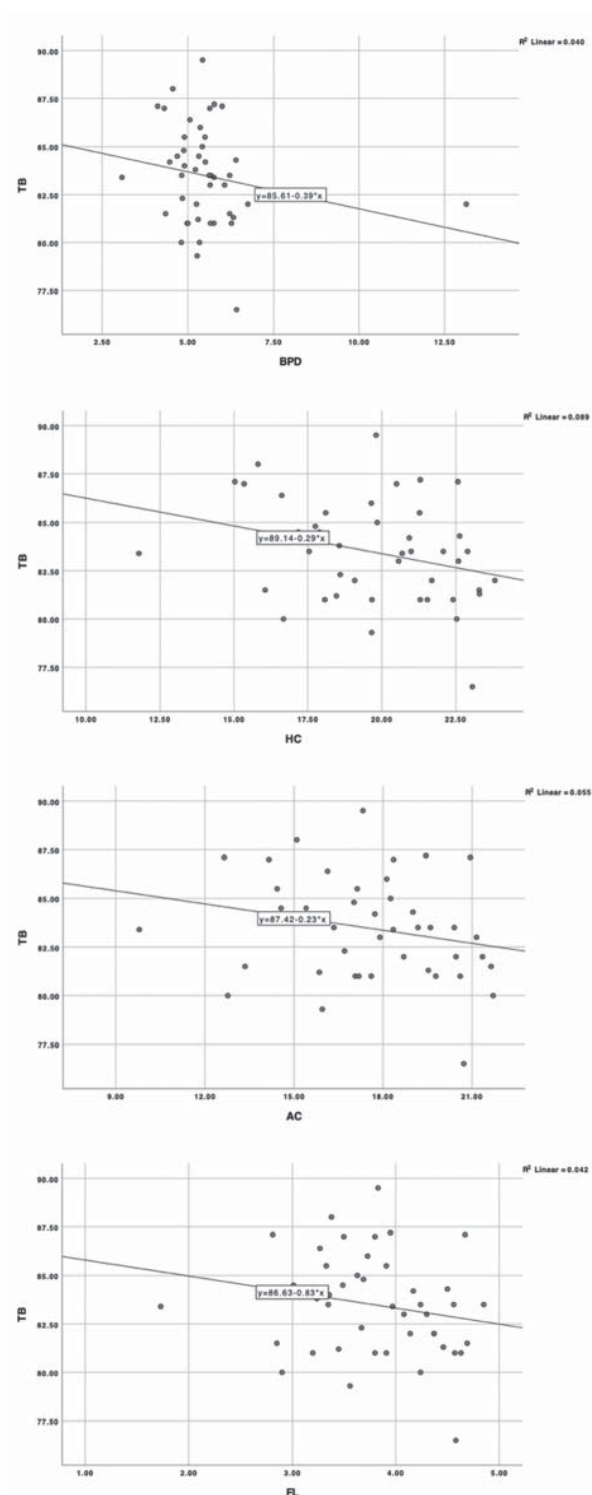 R² Linear = 0.040
90.00
87.50
85.00
TB
82.50
y=85.61-0.39*x
80.00
77.50
2.50 5.00 7.50 10.00 12.50
BPD
R² Linear = 0.089
90.00
87.50
85.00
y=89.14-0.29*x
TB
82.50
80.00
77.50
10.00 12.50 15.00 17.50 20.00 22.50
HC
R² Linear = 0.055
90.00
87.50
85.00
y=87.42-0.23*x
TB
82.50
80.00
77.50
9.00 12.00 15.00 18.00 21.00
AC
R² Linear = 0.042
90.00
87.50
85.00
y=86.63-0.83*x
TB
82.50
80.00
77.50
1.00 2.00 3.00 4.00 5.00
FL